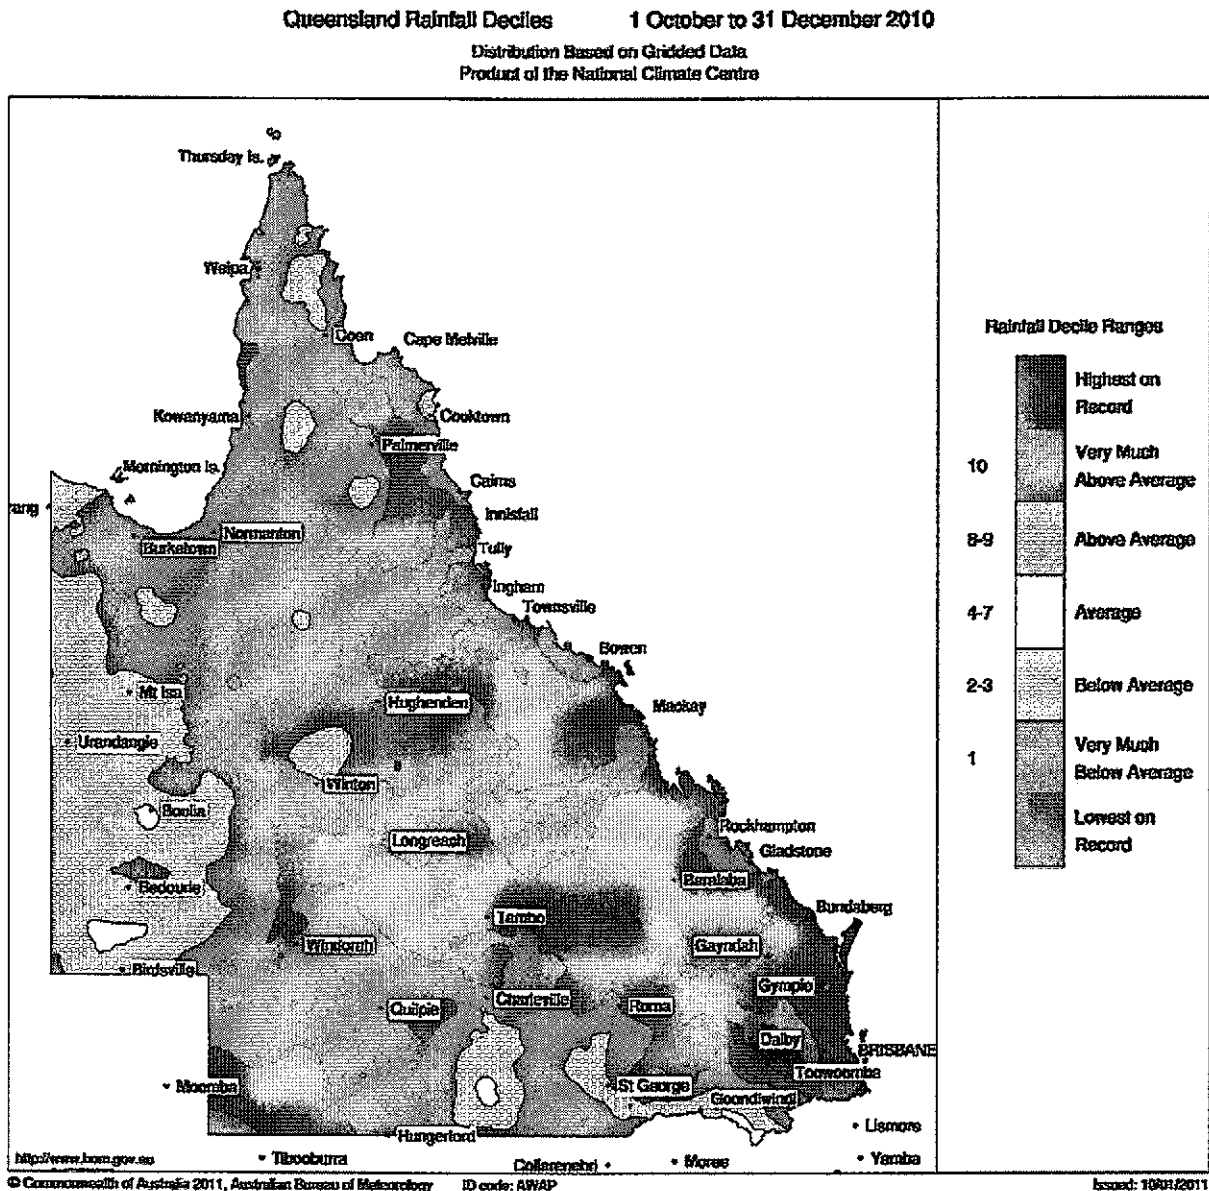 Queensland Rainfall Deciles 1 October to 31 December 2010
Distribution Based on Gridded Data
Product of the National Climate Centre
Thursday Is.
Weipa
Coen
Cape Melville
Kowanyama
Cooktown
Palmerville
Mornington Is.
Cairns
Innisfail
Normanton
Burketown
Tully
Ingham
Townsville
Bowen
Mt Isa
Hughenden
Mackay
Urandangie
Winton
Boulia
Longreach
Rockhampton
Gladstone
Bedourie
Baralaba
Tambo
Bundaberg
Windorah
Gayndah
Birdsville
Gympie
Charleville
Quilpie
Roma
Dalby
BRISBANE
Toowoomba
Moomba
St George
Goondiwindi
Hungerford
Lismore
Tibooburra
Collarenebri
Moree
Yamba
Rainfall Decile Ranges
Highest on
Record
10
Very Much
Above Average
8-9
Above Average
4-7
Average
2-3
Below Average
1
Very Much
Below Average
Lowest on
Record
http://www.bom.gov.au
© Commonwealth of Australia 2011, Australian Bureau of Meteorology ID code: AWAP Issued: 10/01/2011